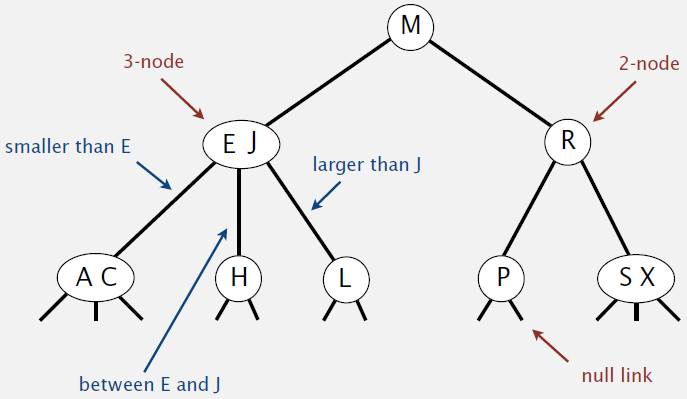 M
3-node
2-node
E J
R
smaller than E
larger than J
A C
H
L
P
S X
between E and J
null link